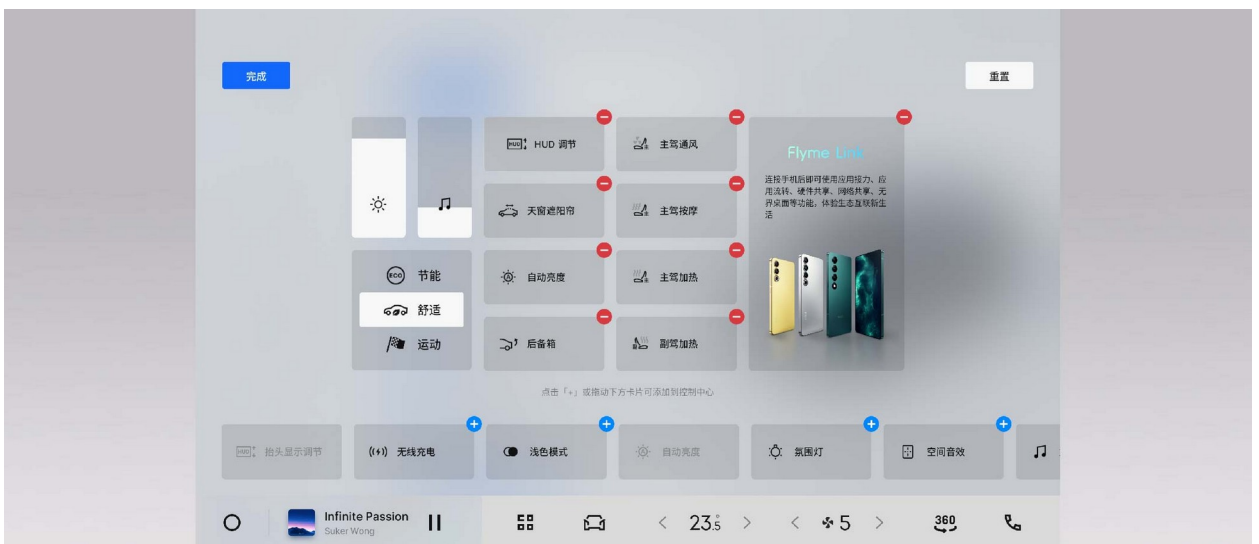 完成
重置
HUD HUD 调节
主驾通风
天窗遮阳帘
主驾按摩
自动亮度
主驾加热
后备箱
副驾加热
ECO 节能
舒适
运动
Flyme Link
连接手机后即可使用应用接力、应
用流转、硬件共享、网络共享、无
界桌面等功能，体验生态互联新生
活
点击「+」或拖动下方卡片可添加到控制中心
HUD 抬头显示调节
无线充电
浅色模式
自动亮度
氛围灯
空间音效
Infinite Passion
Suker Wong
< 23.5 >
< 5 >
360